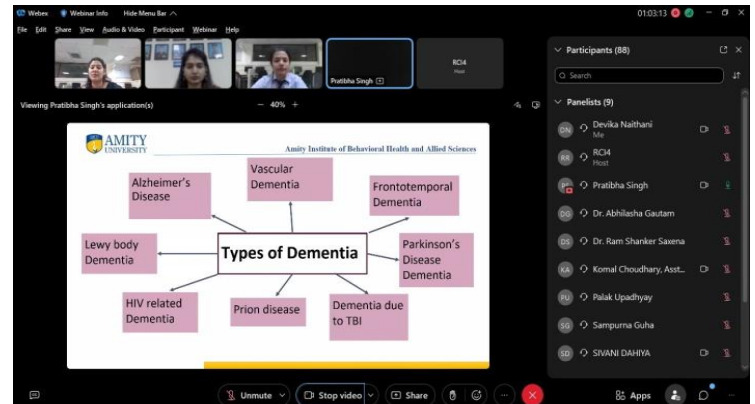 Webex Webinar Info Hide Menu Bar 01:03:13
File Edit Share View Audio & Video Participant Webinar Help
Pratibha Singh
RCI4
Host
Viewing Pratibha Singh's application(s) − 40% +
AMITY
UNIVERSITY
Amity Institute of Behavioral Health and Allied Sciences
Vascular
Dementia
Alzheimer's
Disease
Frontotemporal
Dementia
Lewy body
Dementia
Types of Dementia
Parkinson's
Disease
Dementia
HIV related
Dementia
Prion disease
Dementia due
to TBI
Participants (88)
Search
Panelists (9)
DN Devika Naithani
Me
RR RCI4
Host
Pratibha Singh
DG Dr. Abhilasha Gautam
DS Dr. Ram Shanker Saxena
KA Komal Choudhary, Asst...
PU Palak Upadhyay
SG Sampurna Guha
SD SIVANI DAHIYA
Unmute Stop video Share Apps